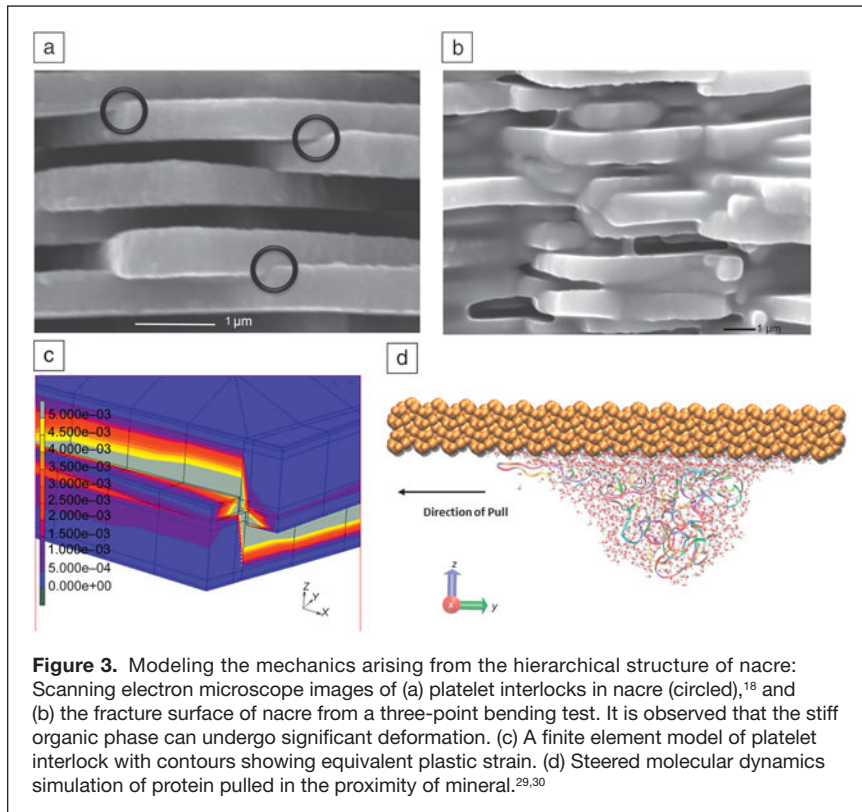 a
b
1 µm
1 µm
c
d
5.000e–03
4.500e–03
4.000e–03
3.500e–03
3.000e–03
2.500e–03
2.000e–03
1.500e–03
1.000e–03
5.000e–04
0.000e+00
Z
Y
X
Direction of Pull
z
x
y
Figure 3. Modeling the mechanics arising from the hierarchical structure of nacre:
Scanning electron microscope images of (a) platelet interlocks in nacre (circled),18 and
(b) the fracture surface of nacre from a three-point bending test. It is observed that the stiff
organic phase can undergo significant deformation. (c) A finite element model of platelet
interlock with contours showing equivalent plastic strain. (d) Steered molecular dynamics
simulation of protein pulled in the proximity of mineral.29,30